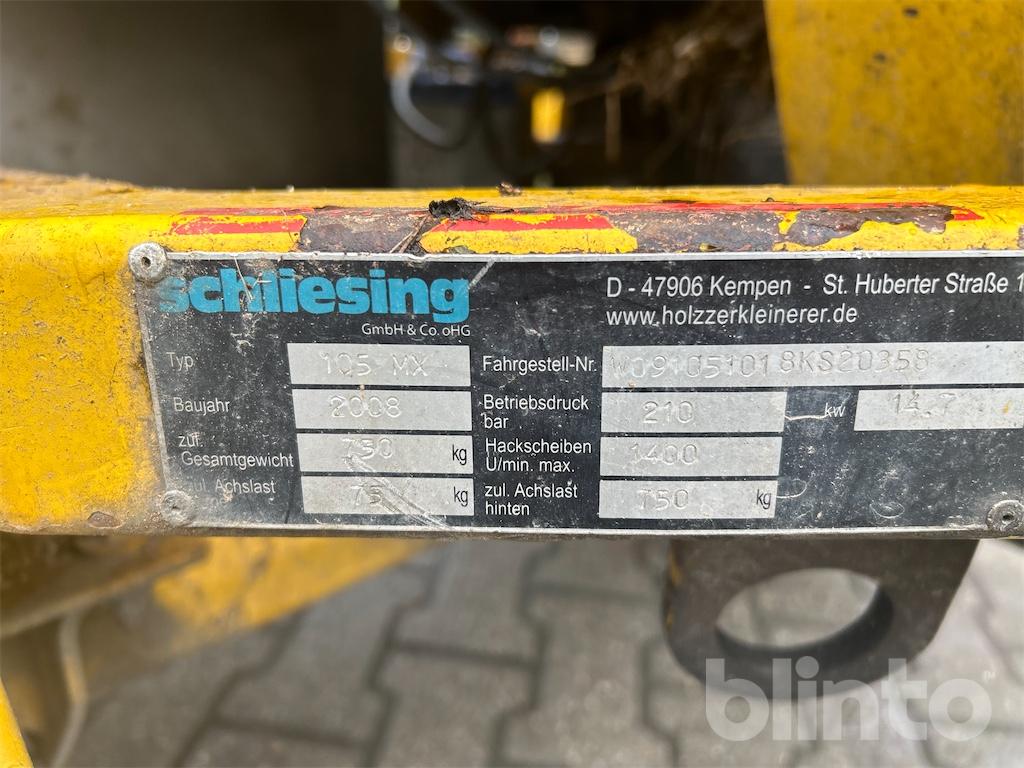 schliesing
GmbH & Co. oHG
D - 47906 Kempen - St. Huberter Straße 1
www.holzzerkleinerer.de
Typ 105 MX Fahrgestell-Nr. W091051018KS20358
Baujahr 2008 Betriebsdruck bar 210 kw 14.7
zul. Gesamtgewicht 750 kg Hackscheiben U/min. max. 1400
zul. Achslast 75 kg zul. Achslast hinten 750 kg
blinto